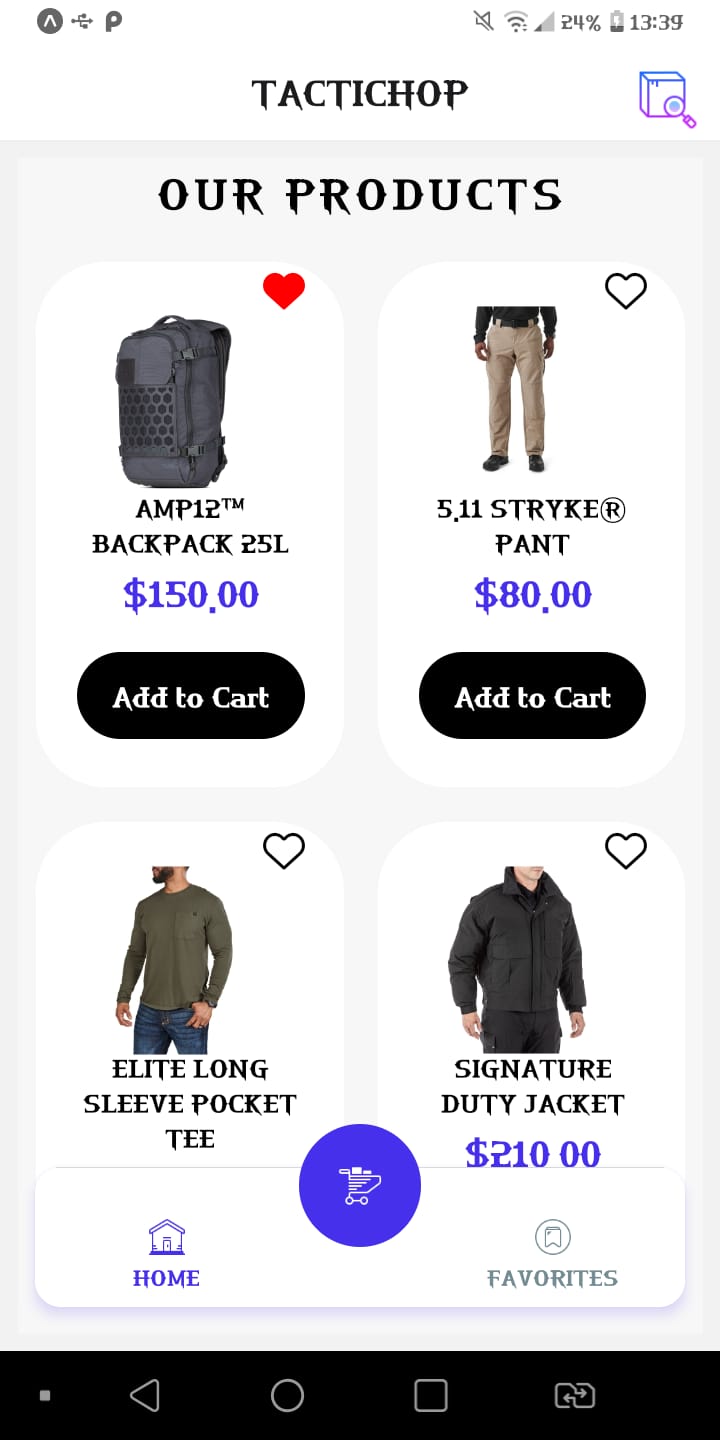 24% 13:39
TACTICHOP
OUR PRODUCTS
AMP12™
BACKPACK 25L
$150.00
Add to Cart
5.11 STRYKE®
PANT
$80.00
Add to Cart
ELITE LONG
SLEEVE POCKET
TEE
SIGNATURE
DUTY JACKET
$210 00
HOME
FAVORITES